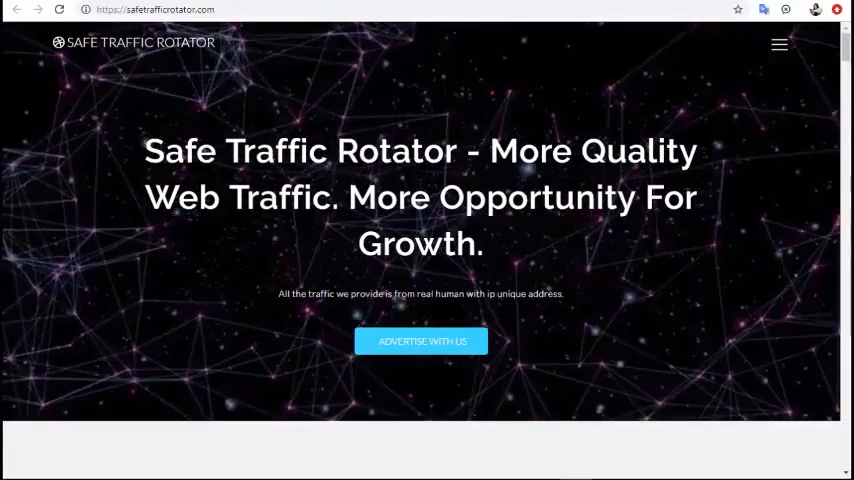 https://safetrafficrotator.com
SAFE TRAFFIC ROTATOR
Safe Traffic Rotator - More Quality
Web Traffic. More Opportunity For
Growth.
All the traffic we provide is from real human with ip unique address.
ADVERTISE WITH US